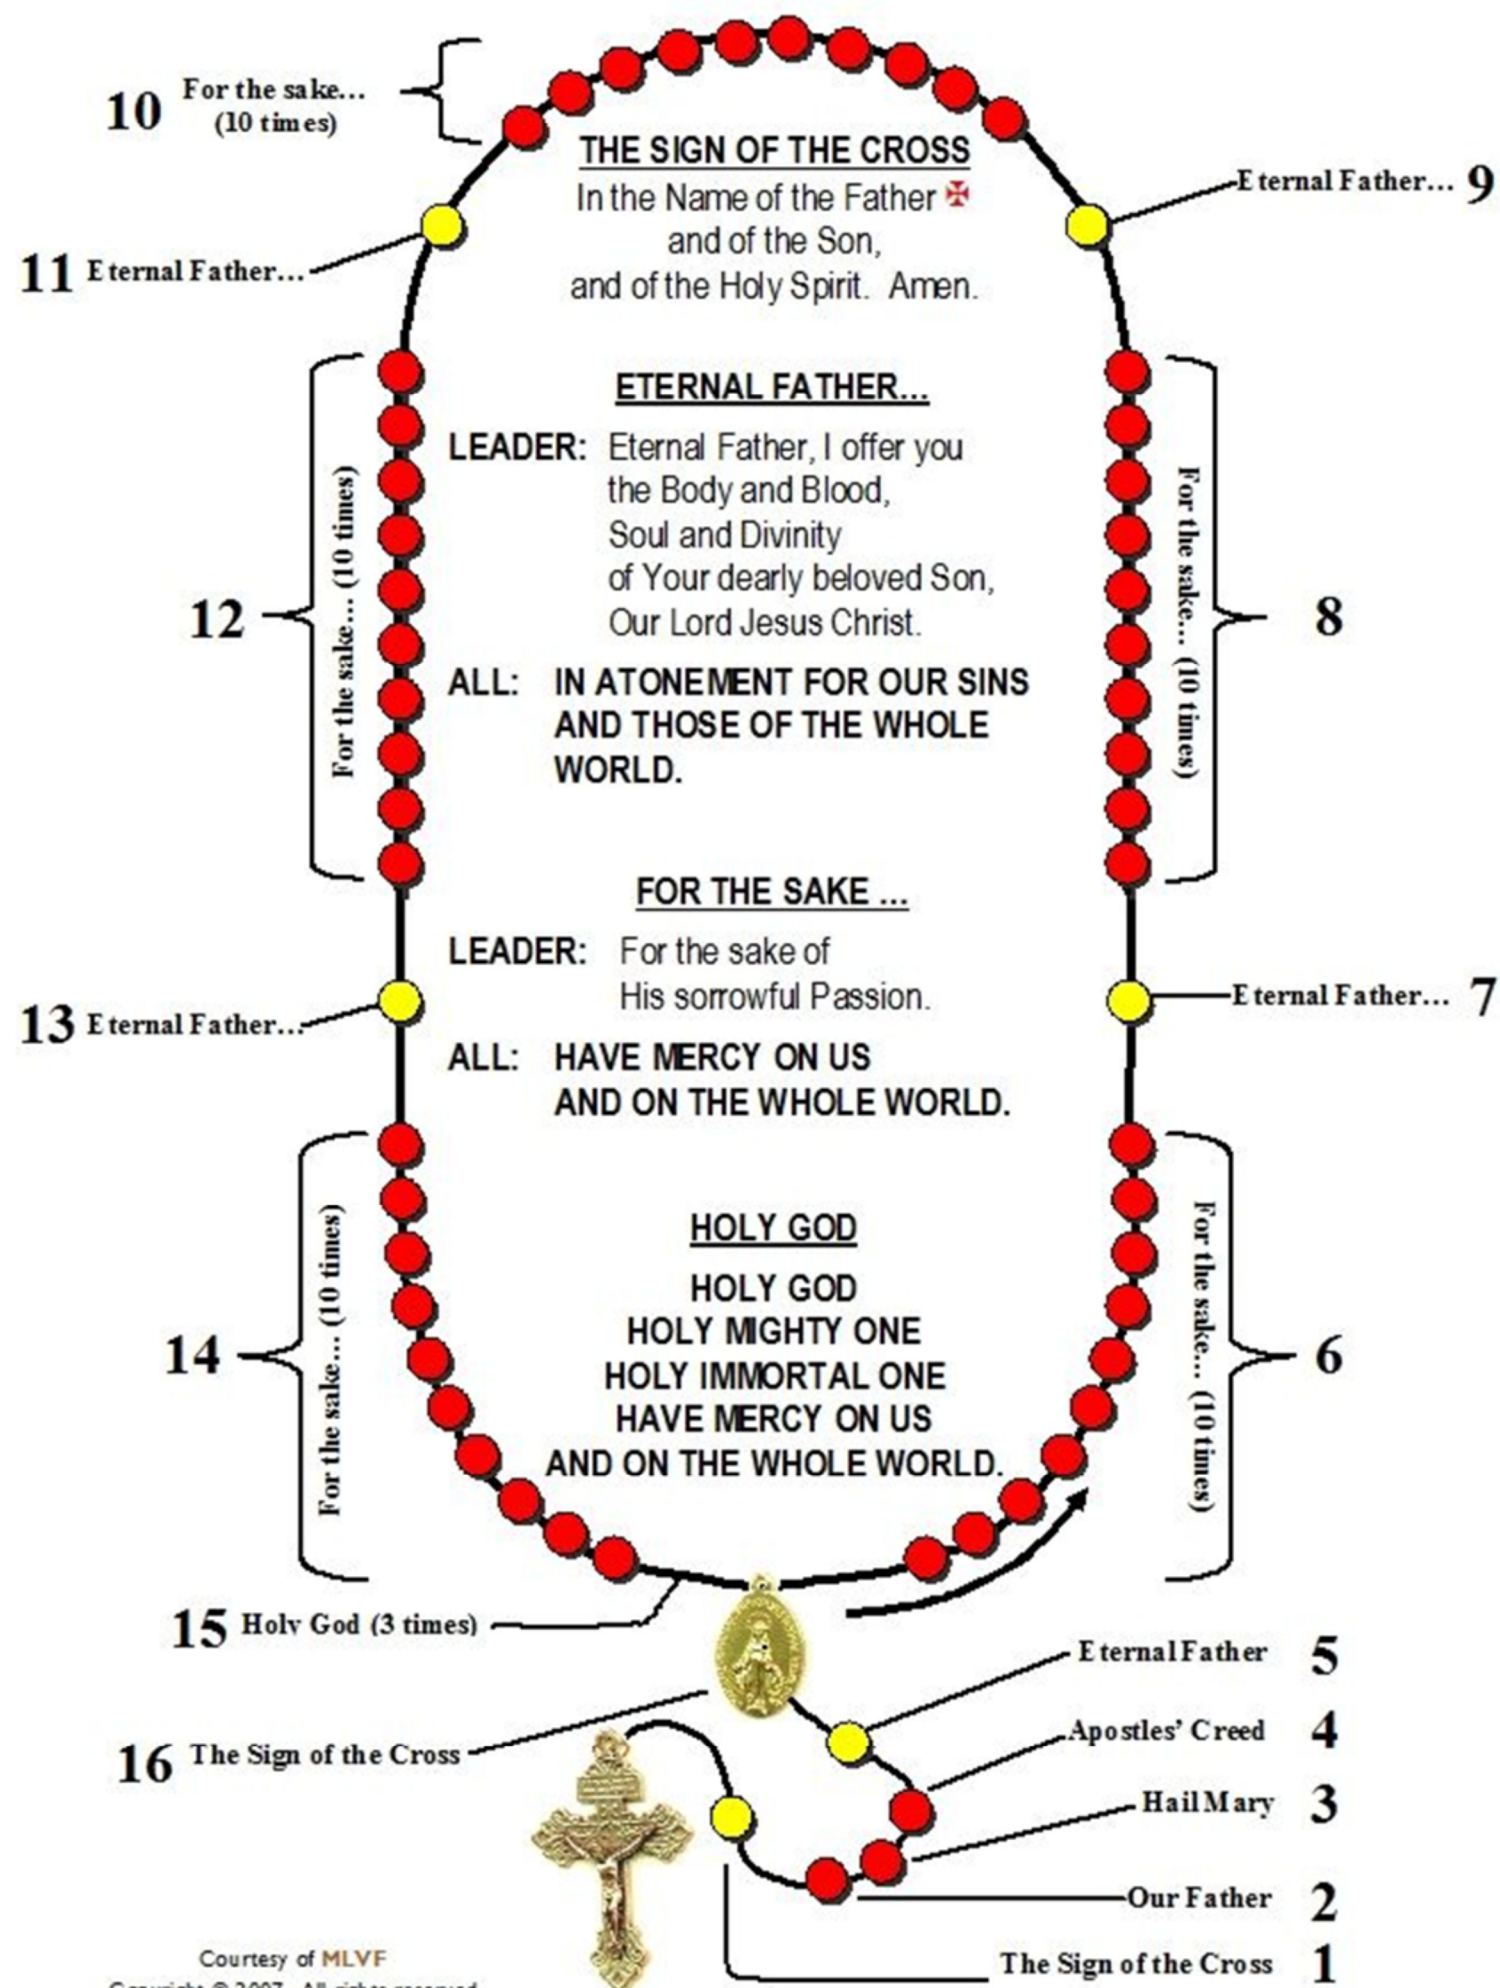 10 For the sake...
(10 times)
THE SIGN OF THE CROSS
In the Name of the Father
and of the Son,
and of the Holy Spirit. Amen.
Eternal Father... 9
11 Eternal Father...
ETERNAL FATHER...
LEADER: Eternal Father, I offer you
the Body and Blood,
Soul and Divinity
of Your dearly beloved Son,
Our Lord Jesus Christ.
ALL: IN ATONEMENT FOR OUR SINS
AND THOSE OF THE WHOLE
WORLD.
12 For the sake... (10 times)
For the sake... (10 times) 8
FOR THE SAKE ...
LEADER: For the sake of
His sorrowful Passion.
ALL: HAVE MERCY ON US
AND ON THE WHOLE WORLD.
13 Eternal Father...
Eternal Father... 7
HOLY GOD
HOLY GOD
HOLY MIGHTY ONE
HOLY IMMORTAL ONE
HAVE MERCY ON US
AND ON THE WHOLE WORLD.
14 For the sake... (10 times)
For the sake... (10 times) 6
15 Holy God (3 times)
Eternal Father 5
Apostles' Creed 4
16 The Sign of the Cross
Hail Mary 3
Our Father 2
The Sign of the Cross 1
Courtesy of MLVF
Copyright © 2007 All rights reserved